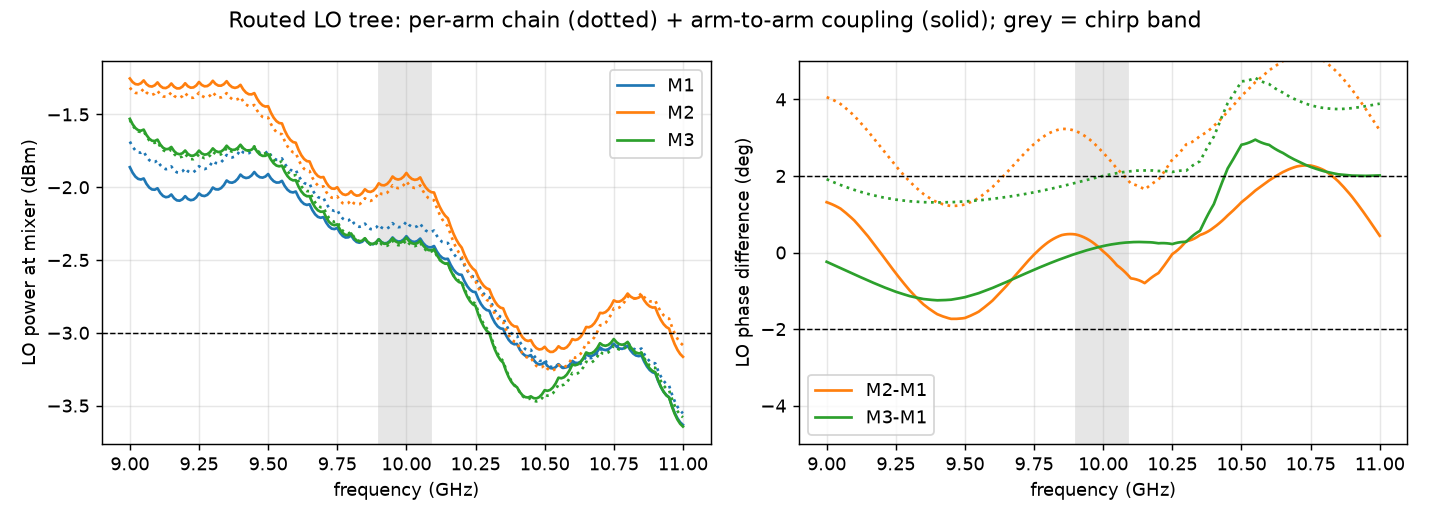 Routed LO tree: per-arm chain (dotted) + arm-to-arm coupling (solid); grey = chirp band
LO power at mixer (dBm)
−1.5
−2.0
−2.5
−3.0
−3.5
M1
M2
M3
9.00 9.25 9.50 9.75 10.00 10.25 10.50 10.75 11.00
frequency (GHz)
LO phase difference (deg)
4
2
0
−2
−4
M2-M1
M3-M1
9.00 9.25 9.50 9.75 10.00 10.25 10.50 10.75 11.00
frequency (GHz)